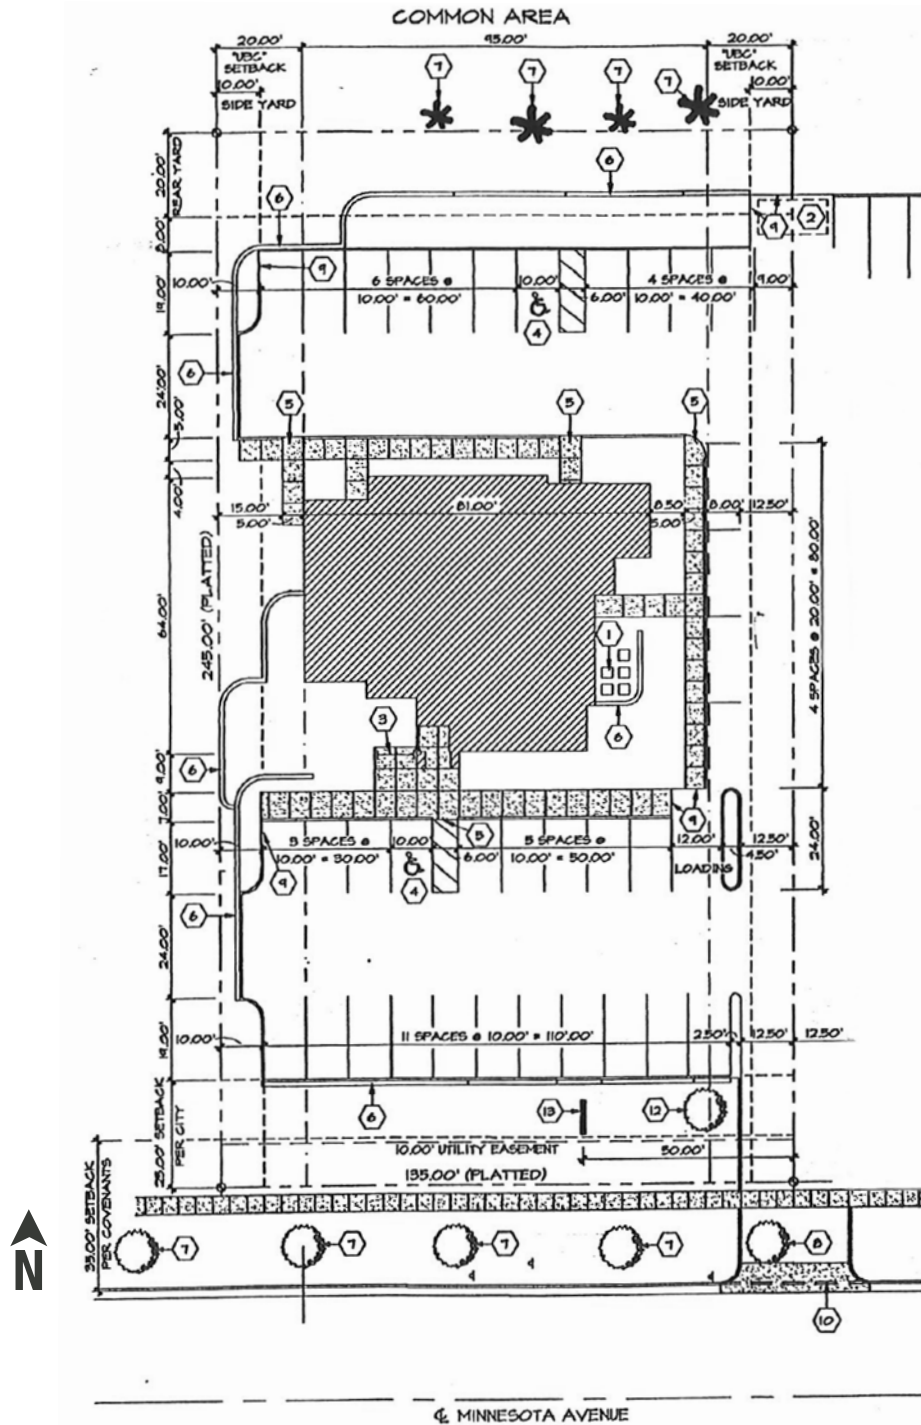 COMMON AREA
20.00' 95.00' 20.00'
"UBC" SETBACK
"UBC" SETBACK
10.00' 10.00'
SIDE YARD
SIDE YARD
7 7 7 7
20.00'
REAR YARD
6
6
9 2
8.00'
10.00'
9
19.00'
6 SPACES @ 10.00' = 60.00'
10.00'
4
6.00'
4 SPACES @ 10.00' = 40.00'
9.00'
6
24.00'
5 5 5
5.00'
4.00'
15.00' 81.00' 8.50' 8.00' 12.50'
5.00' 5.00'
245.00' (PLATTED)
64.00'
4 SPACES @ 20.00' = 80.00'
1
3
6
6
9.00'
7.00'
9
10.00'
17.00'
3 SPACES @ 10.00' = 30.00'
10.00'
4
5
6.00'
5 SPACES @ 10.00' = 50.00'
12.00'
LOADING
12.50'
4.50'
24.00'
9
6
24.00'
19.00'
10.00'
11 SPACES @ 10.00' = 110.00'
2.50' 12.50' 12.50'
6
13
12
25.00' SETBACK
PER CITY
10.00' UTILITY EASEMENT
50.00'
135.00' (PLATTED)
35.00' SETBACK
PER COVENANTS
7 7 7 7 8
10
N
℄ MINNESOTA AVENUE